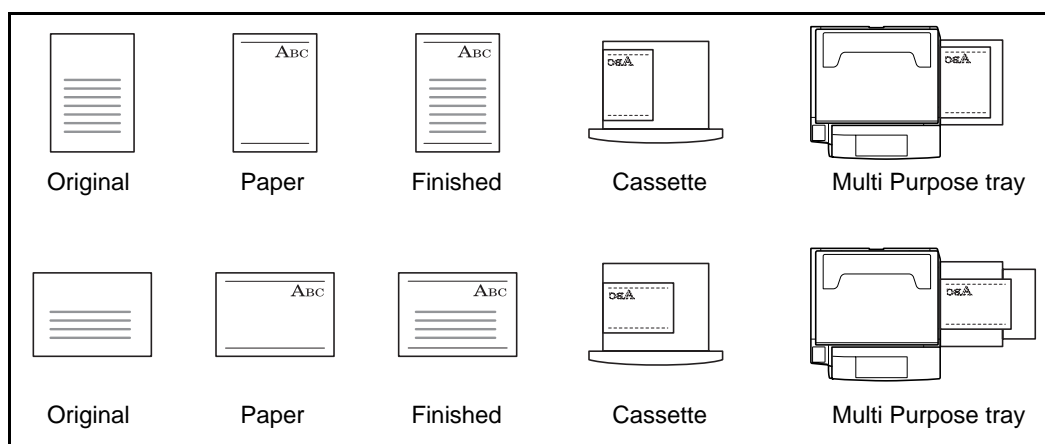 ABC ABC ABC ABC
Original Paper Finished Cassette Multi Purpose tray
ABC ABC ABC ABC
Original Paper Finished Cassette Multi Purpose tray